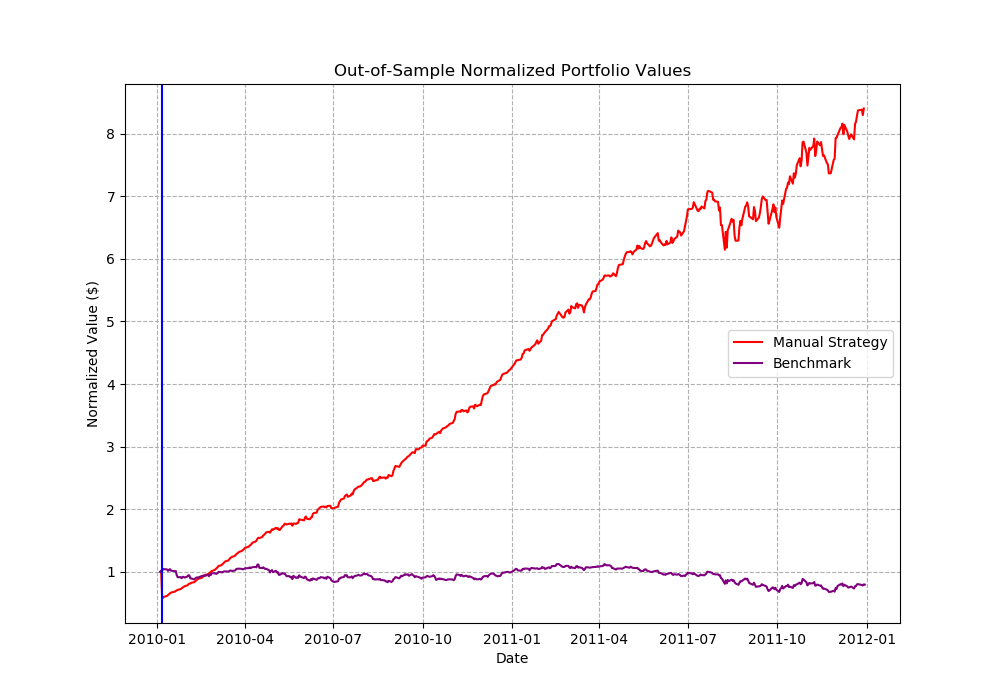 Out-of-Sample Normalized Portfolio Values
Normalized Value ($)
8
7
6
5
4
3
2
1
Manual Strategy
Benchmark
2010-01 2010-04 2010-07 2010-10 2011-01 2011-04 2011-07 2011-10 2012-01
Date